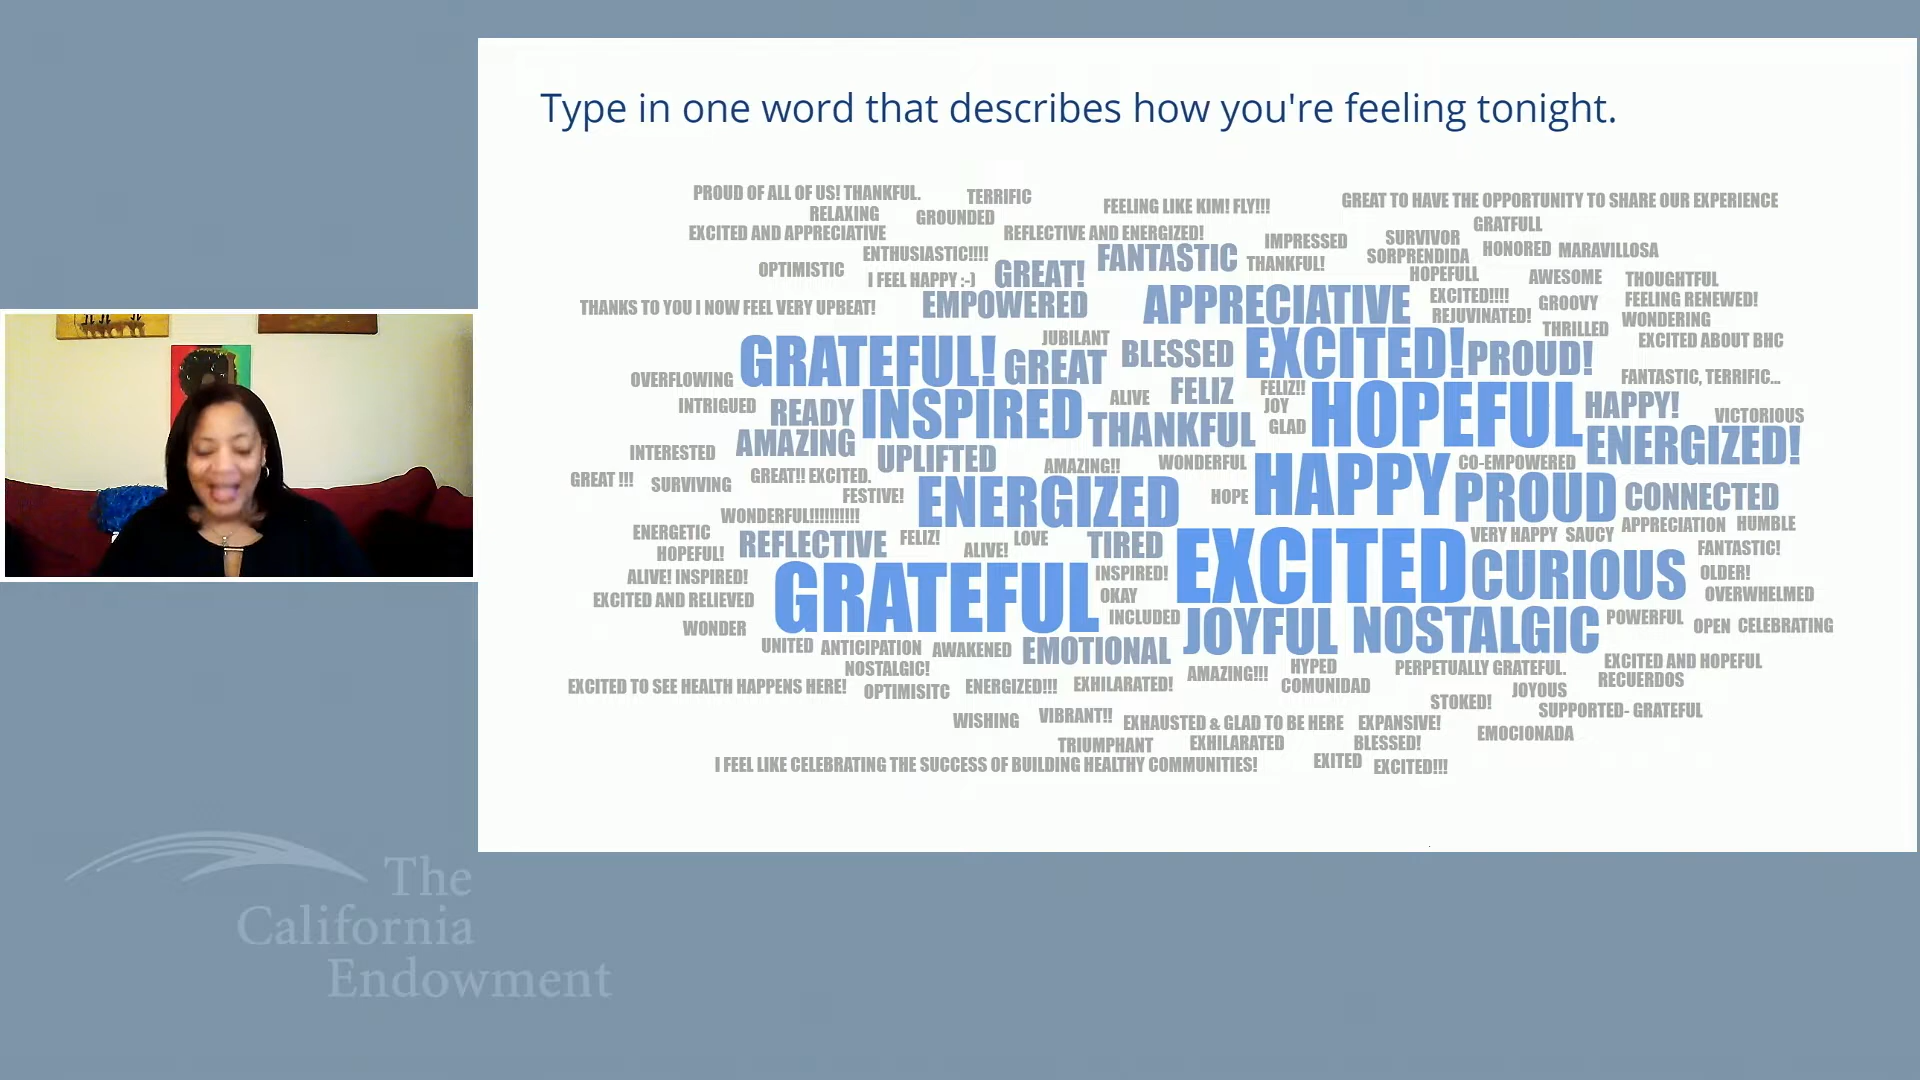 Type in one word that describes how you're feeling tonight.
PROUD OF ALL OF US! THANKFUL.
TERRIFIC
FEELING LIKE KIM! FLY!!!
GREAT TO HAVE THE OPPORTUNITY TO SHARE OUR EXPERIENCE
RELAXING
GROUNDED
GRATFULL
EXCITED AND APPRECIATIVE
REFLECTIVE AND ENERGIZED!
IMPRESSED
SURVIVOR
HONORED
MARAVILLOSA
ENTHUSIASTIC!!!!
FANTASTIC
THANKFUL!
SORPRENDIDA
OPTIMISTIC
I FEEL HAPPY :-)
GREAT!
HOPEFULL
AWESOME
THOUGHTFUL
THANKS TO YOU I NOW FEEL VERY UPBEAT!
EMPOWERED
APPRECIATIVE
EXCITED!!!!
GROOVY
FEELING RENEWED!
REJUVINATED!
WONDERING
JUBILANT
THRILLED
EXCITED ABOUT BHC
GRATEFUL!
GREAT
BLESSED
EXCITED!
PROUD!
OVERFLOWING
FELIZ
FELIZ!!
FANTASTIC, TERRIFIC...
INTRIGUED
READY
INSPIRED
ALIVE
JOY
HOPEFUL
HAPPY!
VICTORIOUS
THANKFUL
GLAD
INTERESTED
AMAZING
UPLIFTED
AMAZING!!
WONDERFUL
CO-EMPOWERED
ENERGIZED!
GREAT !!!
SURVIVING
GREAT!! EXCITED.
FESTIVE!
ENERGIZED
HOPE
HAPPY
PROUD
CONNECTED
WONDERFUL!!!!!!!!!!
APPRECIATION
HUMBLE
ENERGETIC
REFLECTIVE
FELIZ!
LOVE
TIRED
VERY HAPPY
SAUCY
HOPEFUL!
ALIVE!
FANTASTIC!
ALIVE! INSPIRED!
GRATEFUL
INSPIRED!
EXCITED
CURIOUS
OLDER!
EXCITED AND RELIEVED
OKAY
OVERWHELMED
WONDER
INCLUDED
JOYFUL
NOSTALGIC
POWERFUL
OPEN
CELEBRATING
UNITED
ANTICIPATION
AWAKENED
EMOTIONAL
NOSTALGIC!
AMAZING!!!
HYPED
PERPETUALLY GRATEFUL.
EXCITED AND HOPEFUL
EXCITED TO SEE HEALTH HAPPENS HERE!
OPTIMISITC
ENERGIZED!!!
EXHILARATED!
COMUNIDAD
JOYOUS
RECUERDOS
STOKED!
SUPPORTED- GRATEFUL
WISHING
VIBRANT!!
EXHAUSTED & GLAD TO BE HERE
EXPANSIVE!
EMOCIONADA
TRIUMPHANT
EXHILARATED
BLESSED!
I FEEL LIKE CELEBRATING THE SUCCESS OF BUILDING HEALTHY COMMUNITIES!
EXITED
EXCITED!!!
The
California
Endowment